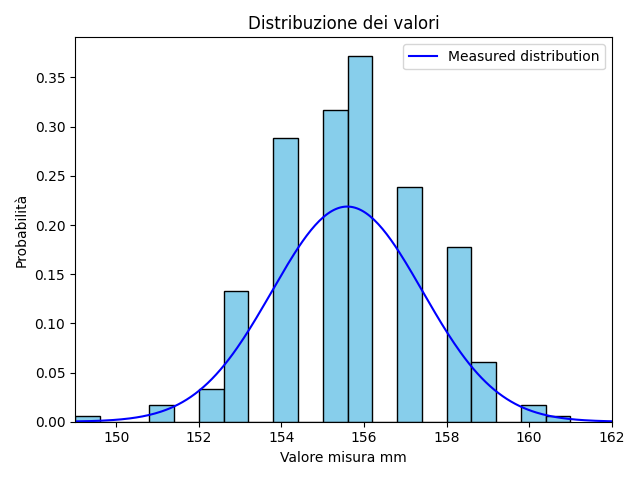 Distribuzione dei valori
Measured distribution
Probabilità
0.35
0.30
0.25
0.20
0.15
0.10
0.05
0.00
150 152 154 156 158 160 162
Valore misura mm